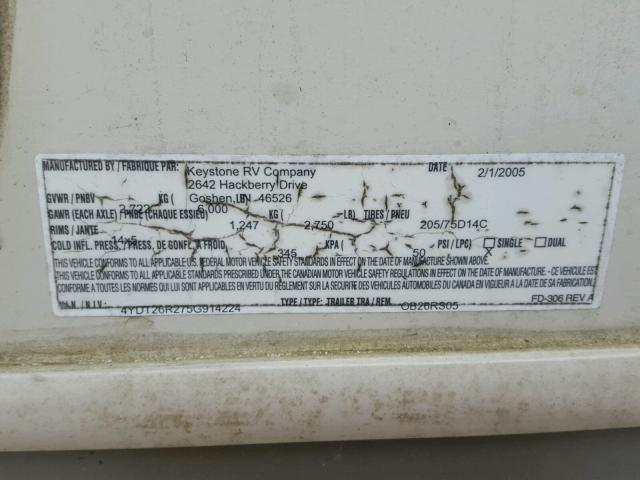 MANUFACTURED BY / FABRIQUE PAR: Keystone RV Company DATE 2/1/2005
2642 Hackberry Drive
Goshen, IN 46526
GVWR / PNBV 2,722 KG ( 6,000 LB)
GAWR (EACH AXLE) / PNBE (CHAQUE ESSIEU) 1,247 KG ( 2,750 LB) TIRES / PNEU 205/75D14C
RIMS / JANTE 14x5
COLD INFL. PRESS./PRESS. DE GONFL. A FROID 345 KPA ( 50 PSI / LPC) X SINGLE DUAL
THIS VEHICLE CONFORMS TO ALL APPLICABLE U.S. FEDERAL MOTOR VEHICLE SAFETY STANDARDS IN EFFECT ON THE DATE OF MANUFACTURE SHOWN ABOVE.
THIS VEHICLE CONFORMS TO ALL APPLICABLE STANDARDS PRESCRIBED UNDER THE CANADIAN MOTOR VEHICLE SAFETY REGULATIONS IN EFFECT ON THE DATE OF MANUFACTURE. CE VEHICULE
EST CONFORME A TOUTES LES NORMES QUI LUI SONT APPLICABLES EN VERTU DU REGLEMENT SUR LA SECURITE DES VEHICULES AUTOMOBILES DU CANADA EN VIGUEUR A LA DATE DE SA FABRICATION.
V.I.N. / N.I.V.: 4YDT26R275G914224 TYPE / TYPE: TRAILER TRA / REM
FD-306 REV A